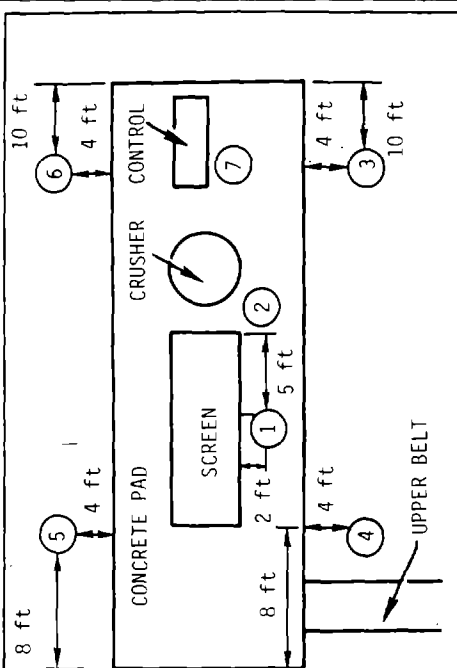 10 ft
6
4 ft
CONTROL
7
4 ft
3
10 ft
CRUSHER
2
SCREEN
5 ft
1
2 ft
CONCRETE PAD
5
4 ft
8 ft
8 ft
4 ft
4
UPPER BELT